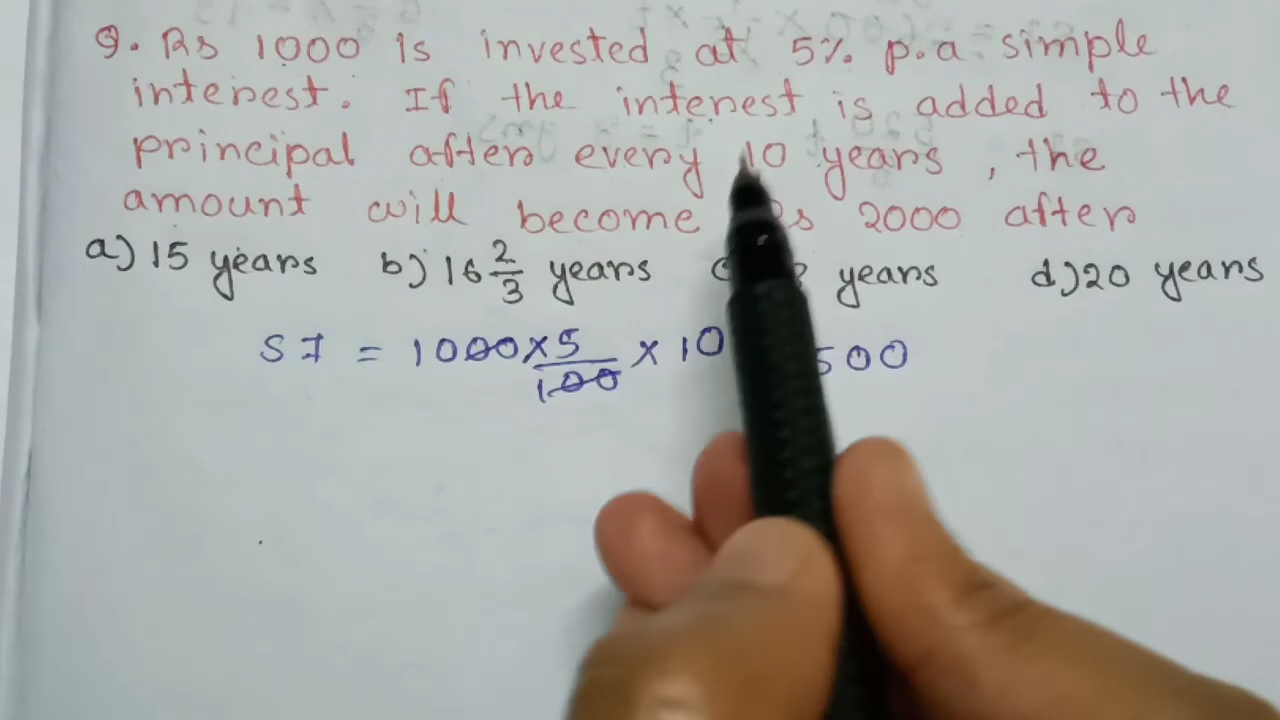 9. Rs 1000 is invested at 5% p.a simple
interest. If the interest is added to the
principal after every 10 years, the
amount will become Rs 2000 after
a) 15 years b) 16 2/3 years years d) 20 years
SI = 1000 × 5/100 × 10 500